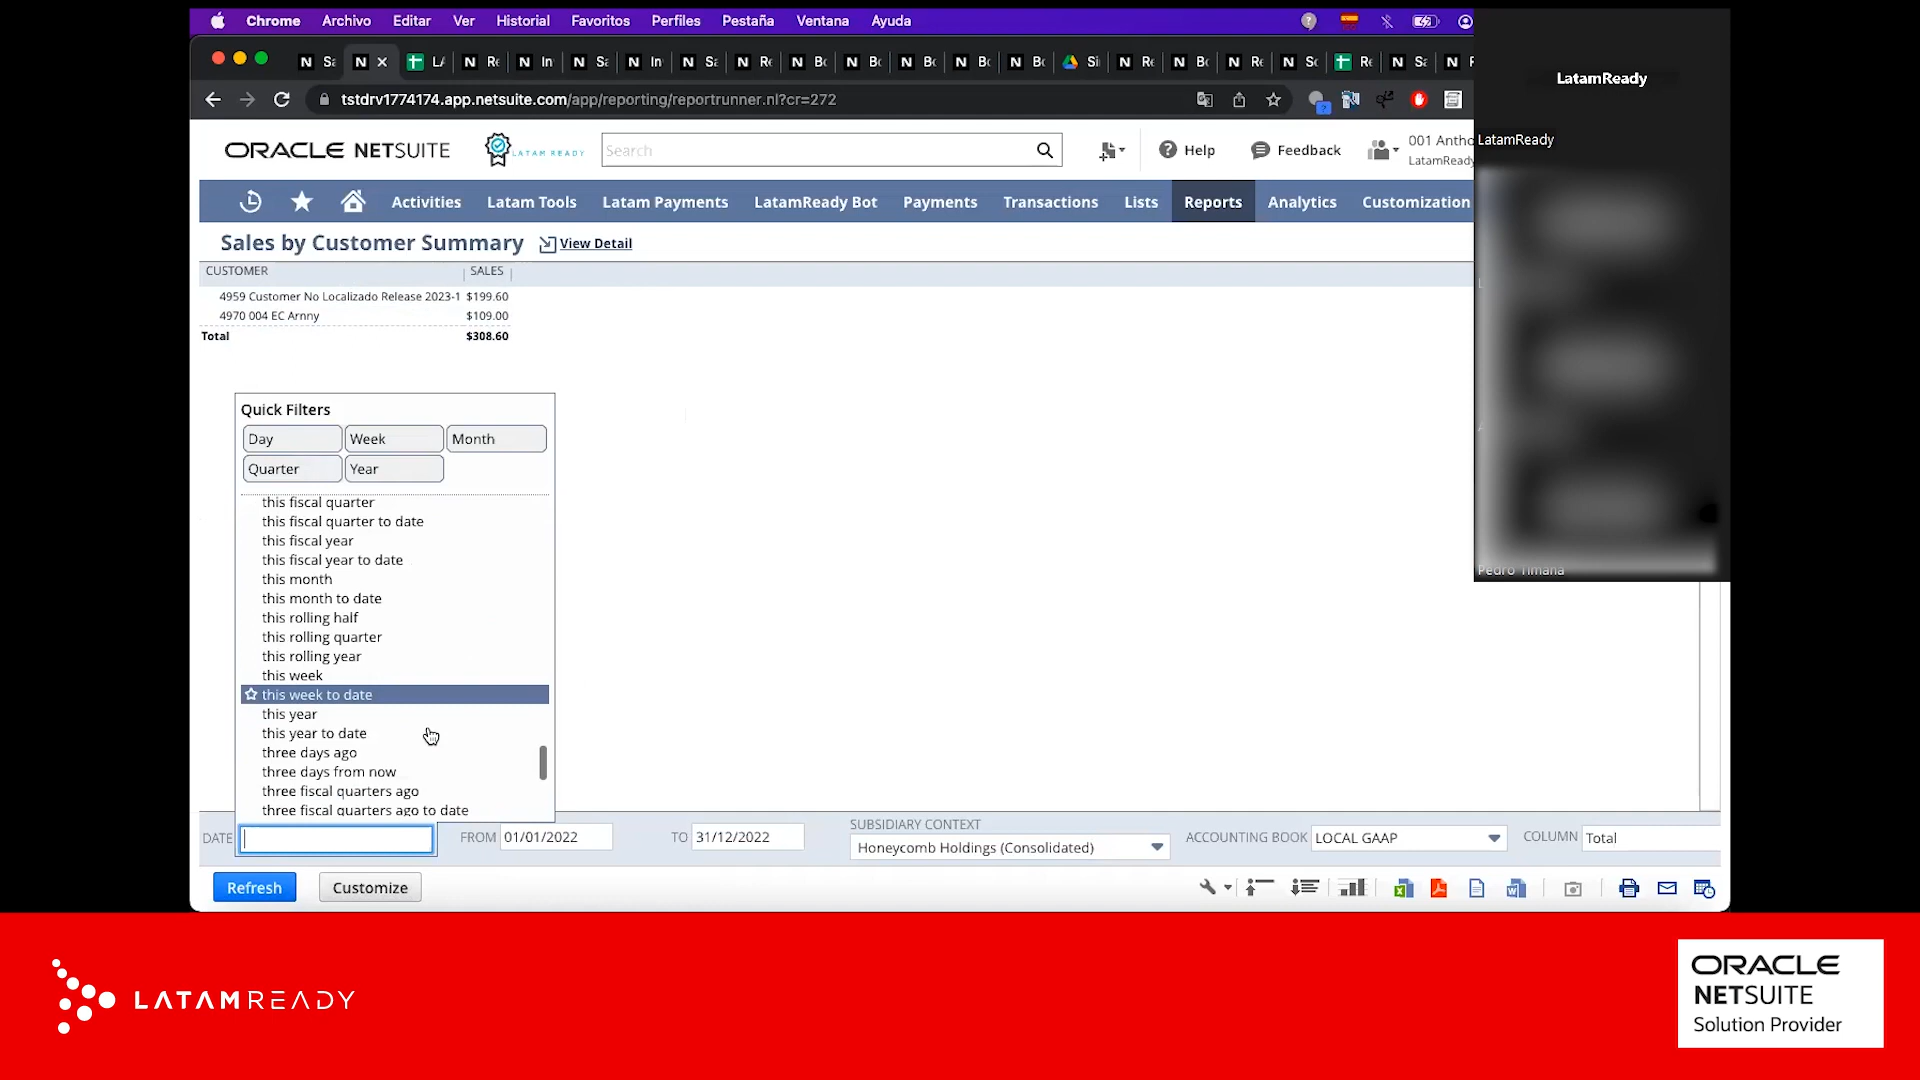 Chrome Archivo Editar Ver Historial Favoritos Perfiles Pestaña Ventana Ayuda
tstdrv1774174.app.netsuite.com/app/reporting/reportrunner.nl?cr=272
LatamReady
LatamReady
ORACLE NETSUITE LATAM READY Search Help Feedback 001 Antho
LatamReady
Activities Latam Tools Latam Payments LatamReady Bot Payments Transactions Lists Reports Analytics Customization
Sales by Customer Summary View Detail
CUSTOMER SALES
4959 Customer No Localizado Release 2023-1 $199.60
4970 004 EC Arnny $109.00
Total $308.60
Quick Filters
Day Week Month
Quarter Year
this fiscal quarter
this fiscal quarter to date
this fiscal year
this fiscal year to date
this month
this month to date
this rolling half
this rolling quarter
this rolling year
this week
this week to date
this year
this year to date
three days ago
three days from now
three fiscal quarters ago
three fiscal quarters ago to date
Pedro Timana
DATE FROM 01/01/2022 TO 31/12/2022
SUBSIDIARY CONTEXT
Honeycomb Holdings (Consolidated)
ACCOUNTING BOOK LOCAL GAAP COLUMN Total
Refresh Customize
LATAMREADY
ORACLE
NETSUITE
Solution Provider